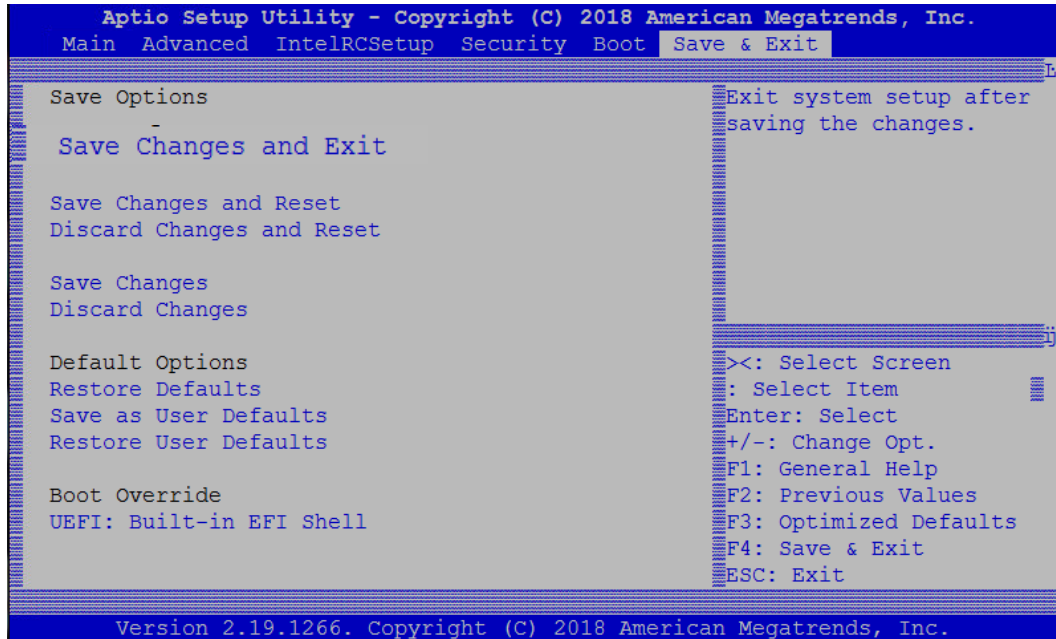 Aptio Setup Utility - Copyright (C) 2018 American Megatrends, Inc.
Main Advanced IntelRCSetup Security Boot Save & Exit
Save Options
Save Changes and Exit
Save Changes and Reset
Discard Changes and Reset
Save Changes
Discard Changes
Default Options
Restore Defaults
Save as User Defaults
Restore User Defaults
Boot Override
UEFI: Built-in EFI Shell
Exit system setup after
saving the changes.
><: Select Screen
: Select Item
Enter: Select
+/-: Change Opt.
F1: General Help
F2: Previous Values
F3: Optimized Defaults
F4: Save & Exit
ESC: Exit
Version 2.19.1266. Copyright (C) 2018 American Megatrends, Inc.